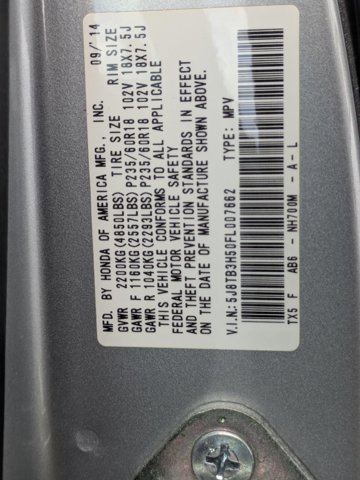 MFD. BY HONDA OF AMERICA MFG., INC. 09/14
GVWR 2200KG(4850LBS) TIRE SIZE RIM SIZE
GAWR F 1160KG(2557LBS) P235/60R18 102V 18X7.5J
GAWR R 1040KG(2293LBS) P235/60R18 102V 18X7.5J
THIS VEHICLE CONFORMS TO ALL APPLICABLE
FEDERAL MOTOR VEHICLE SAFETY
AND THEFT PREVENTION STANDARDS IN EFFECT
ON THE DATE OF MANUFACTURE SHOWN ABOVE.
V.I.N.:5J8TB3H50FL007662 TYPE: MPV
TX5 F AB6 - NH700M - A - L